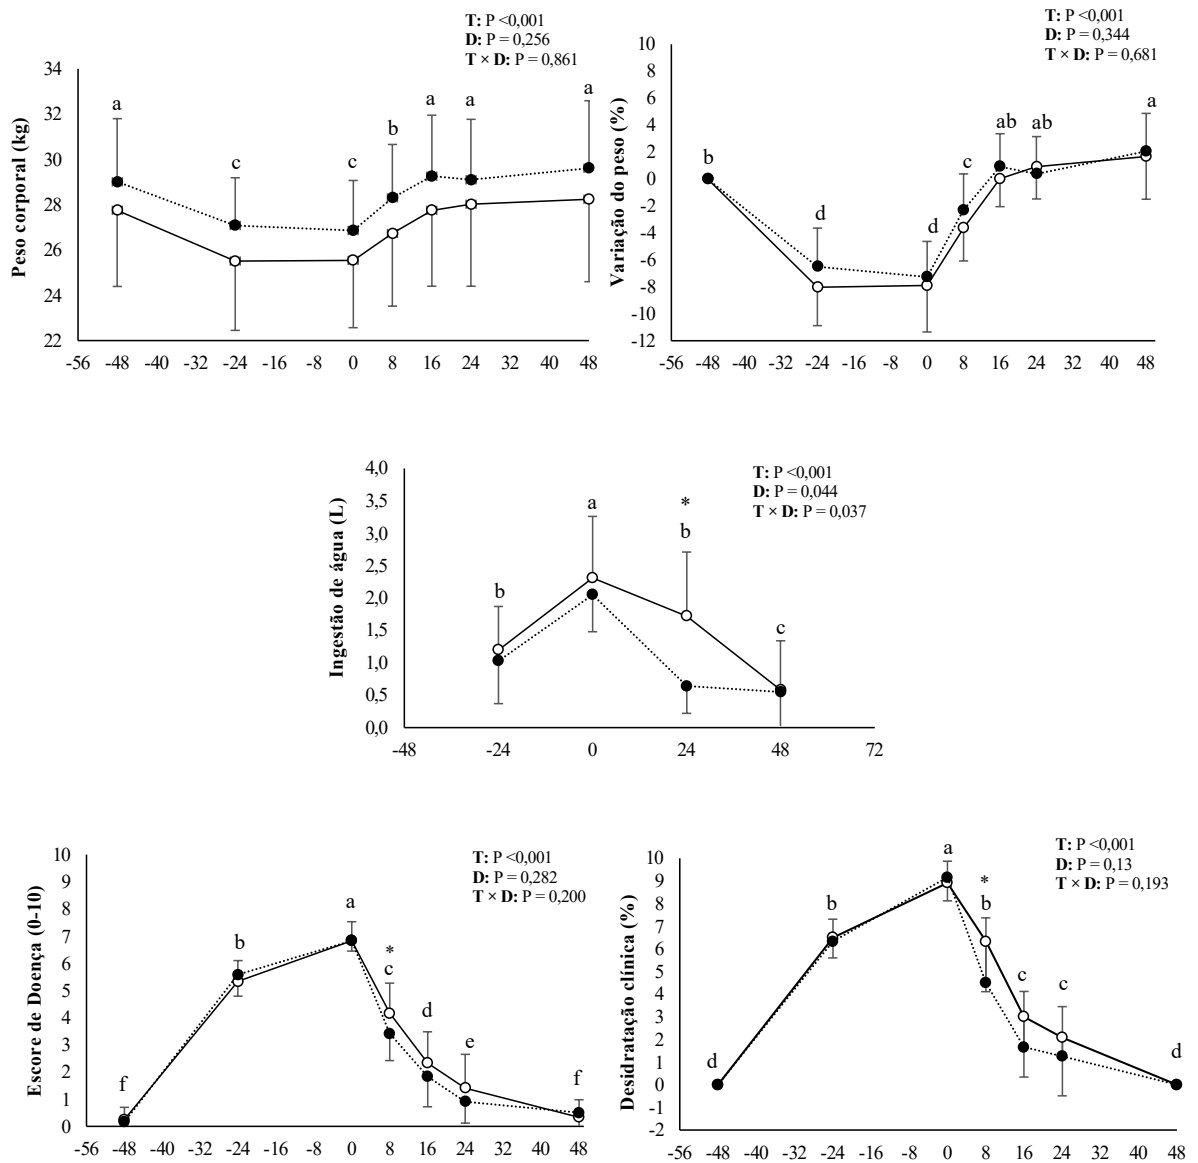 T: P <0,001
D: P = 0,256
T × D: P = 0,861
Peso corporal (kg)
34
32
30
28
26
24
22
a
c
c
b
a
a
a
-56 -48 -40 -32 -24 -16 -8 0 8 16 24 32 40 48
T: P <0,001
D: P = 0,344
T × D: P = 0,681
Variação do peso (%)
10
8
6
4
2
0
-2
-4
-6
-8
-10
-12
b
d
d
c
ab
ab
a
-56 -48 -40 -32 -24 -16 -8 0 8 16 24 32 40 48
T: P <0,001
D: P = 0,044
T × D: P = 0,037
Ingestão de água (L)
4,0
3,5
3,0
2,5
2,0
1,5
1,0
0,5
0,0
b
a
*
b
c
-48 -24 0 24 48 72
T: P <0,001
D: P = 0,282
T × D: P = 0,200
Escore de Doença (0-10)
10
9
8
7
6
5
4
3
2
1
0
f
b
a
*
c
d
e
f
-56 -48 -40 -32 -24 -16 -8 0 8 16 24 32 40 48
T: P <0,001
D: P = 0,13
T × D: P = 0,193
Desidratação clínica (%)
10
9
8
7
6
5
4
3
2
1
0
-1
-2
d
b
a
*
b
c
c
d
-56 -48 -40 -32 -24 -16 -8 0 8 16 24 32 40 48